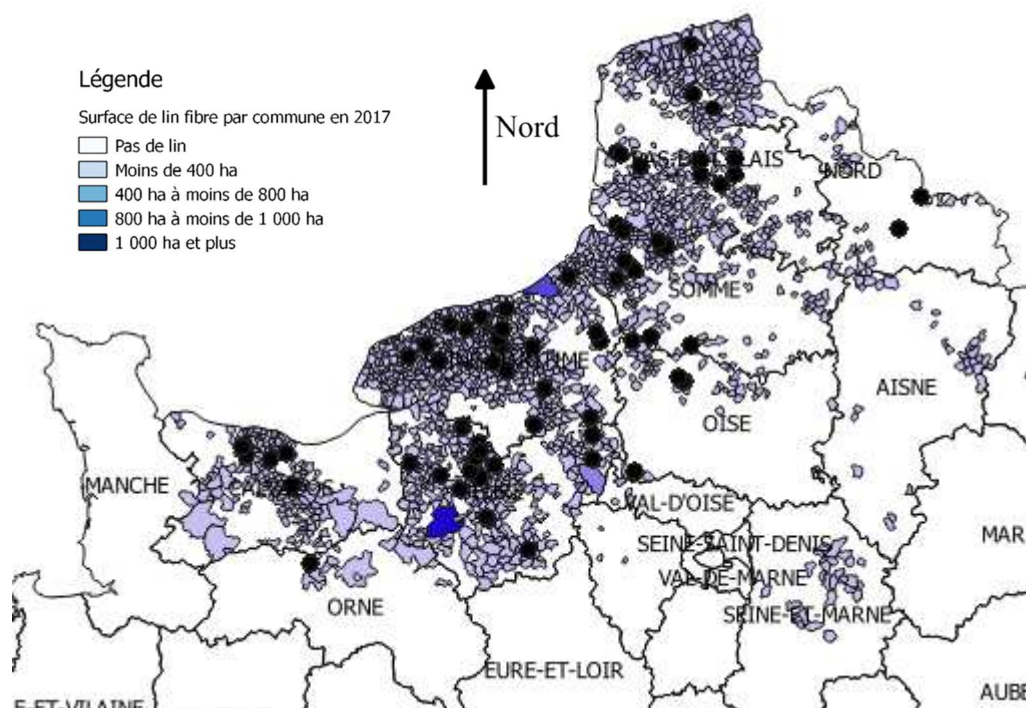 Légende
Surface de lin fibre par commune en 2017
Pas de lin
Moins de 400 ha
400 ha à moins de 800 ha
800 ha à moins de 1 000 ha
1 000 ha et plus
Nord
NORD
SOMME
AISNE
OISE
MANCHE
VAL-D'OISE
SEINE-SAINT-DENIS
MAR
VAL-DE-MARNE
ORNE
SEINE-ET-MARNE
EURE-ET-LOIR
AUBE
E-ET-VILAINE